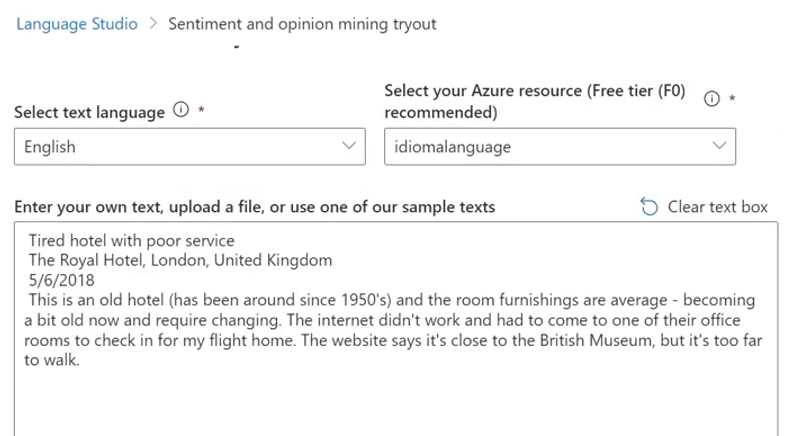 Language Studio > Sentiment and opinion mining tryout
Select text language *
Select your Azure resource (Free tier (F0)
recommended) *
English
idiomalanguage
Enter your own text, upload a file, or use one of our sample texts
Clear text box
Tired hotel with poor service
The Royal Hotel, London, United Kingdom
5/6/2018
This is an old hotel (has been around since 1950's) and the room furnishings are average - becoming
a bit old now and require changing. The internet didn't work and had to come to one of their office
rooms to check in for my flight home. The website says it's close to the British Museum, but it's too far
to walk.